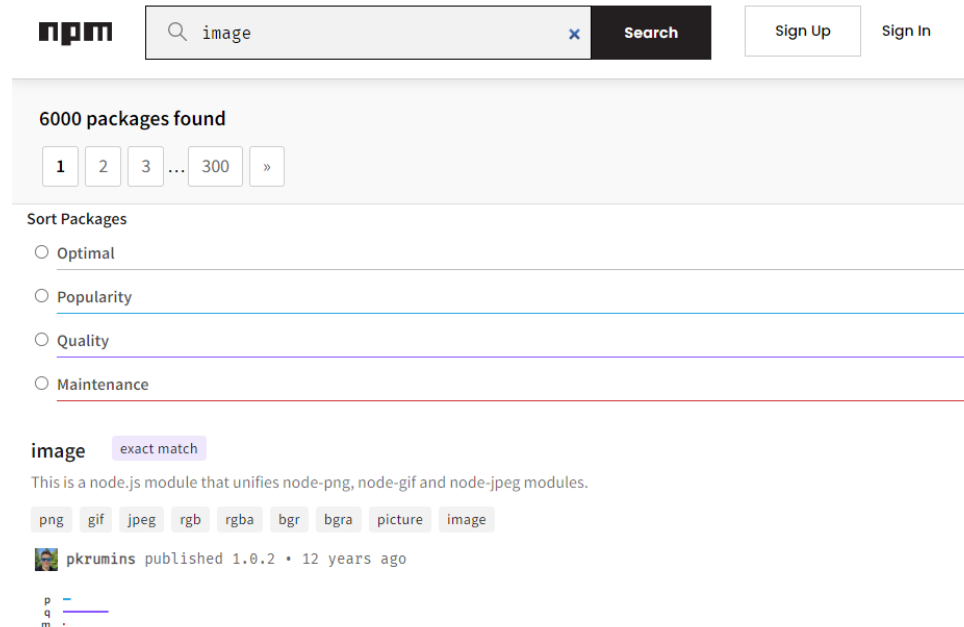 npm
image
×
Search
Sign Up
Sign In
6000 packages found
1 2 3 ... 300 »
Sort Packages
Optimal
Popularity
Quality
Maintenance
image exact match
This is a node.js module that unifies node-png, node-gif and node-jpeg modules.
png gif jpeg rgb rgba bgr bgra picture image
pkrumins published 1.0.2 • 12 years ago
p
q
m